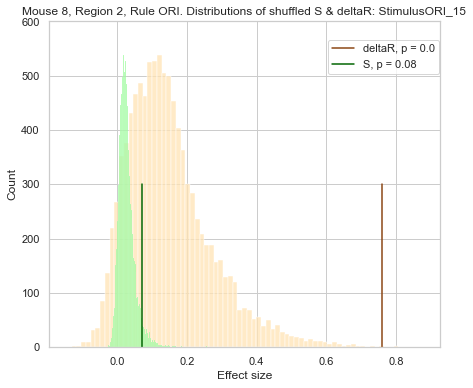 Mouse 8, Region 2, Rule ORI. Distributions of shuffled S & deltaR: StimulusORI_15
600
deltaR, p = 0.0
S, p = 0.08
500
400
300
200
100
0
Count
0.0 0.2 0.4 0.6 0.8
Effect size